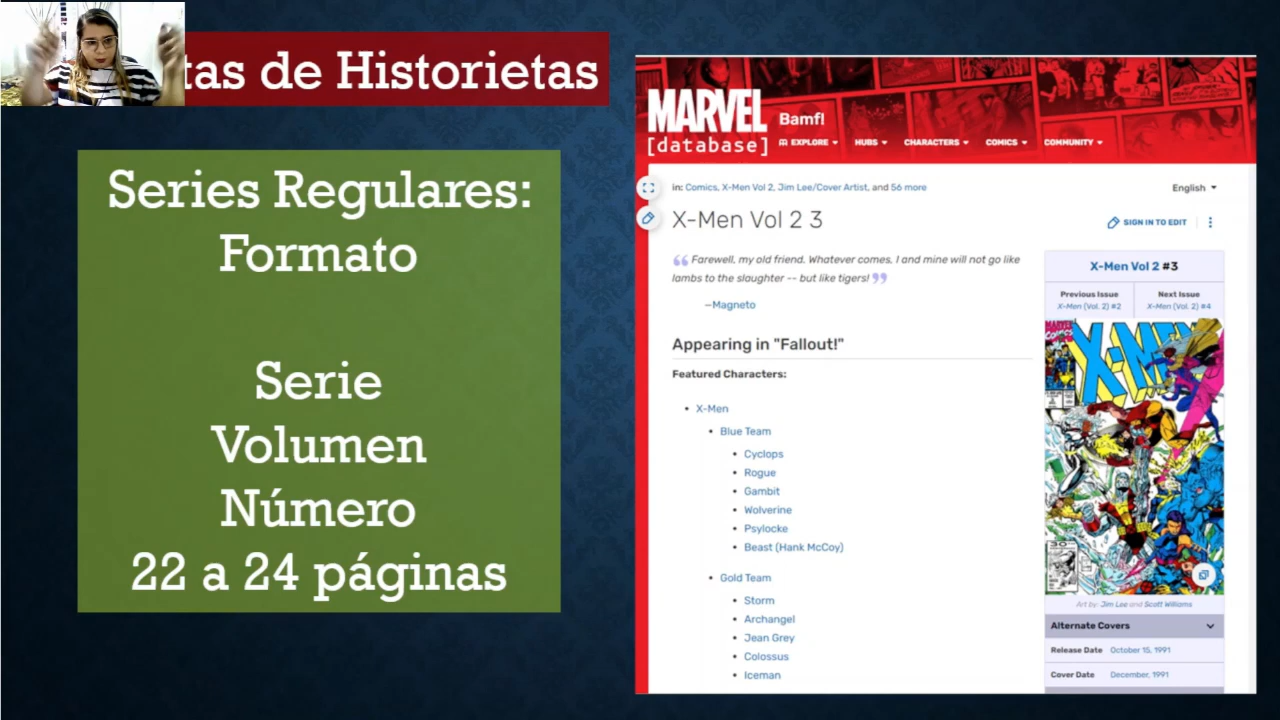 tas de Historietas
Series Regulares:
Formato
Serie
Volumen
Número
22 a 24 páginas
MARVEL
[database]
Bamf!
EXPLORE
HUBS
CHARACTERS
COMICS
COMMUNITY
in: Comics, X-Men Vol 2, Jim Lee/Cover Artist, and 56 more
English
X-Men Vol 2 3
SIGN IN TO EDIT
Farewell, my old friend. Whatever comes, I and mine will not go like
lambs to the slaughter -- but like tigers!
—Magneto
Appearing in "Fallout!"
Featured Characters:
X-Men
Blue Team
Cyclops
Rogue
Gambit
Wolverine
Psylocke
Beast (Hank McCoy)
Gold Team
Storm
Archangel
Jean Grey
Colossus
Iceman
X-Men Vol 2 #3
Previous Issue
X-Men (Vol. 2) #2
Next Issue
X-Men (Vol. 2) #4
MARVEL
COMICS
X-MEN
30
Art by: Jim Lee and Scott Williams
Alternate Covers
Release Date October 15, 1991
Cover Date December, 1991